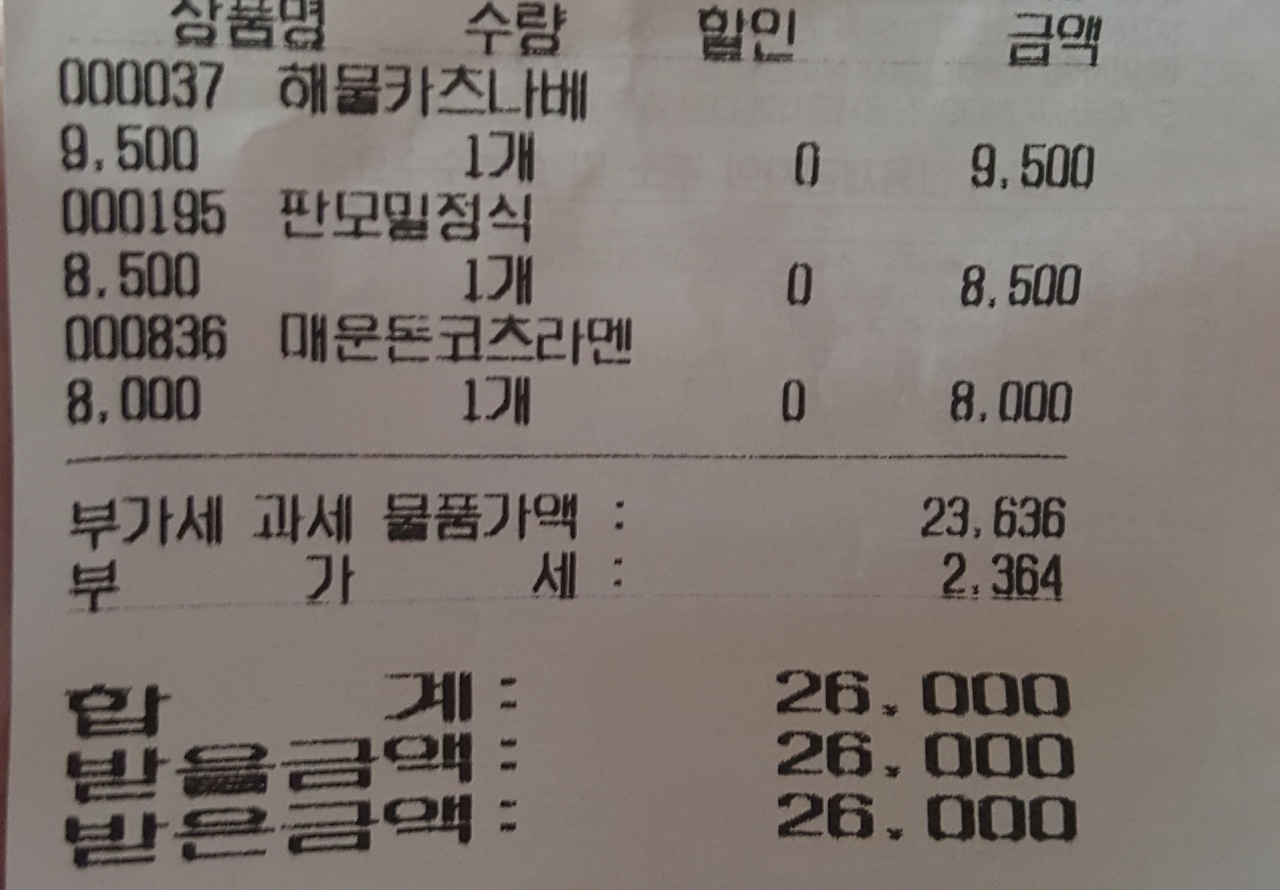 상품명 수량 할인 금액
000037 해물카츠나베
9,500 1개 0 9,500
000195 판모밀정식
8,500 1개 0 8,500
000836 매운돈코츠라멘
8,000 1개 0 8,000
부가세 과세 물품가액 : 23,636
부 가 세 : 2,364
합 계 : 26,000
받을금액 : 26,000
받은금액 : 26,000